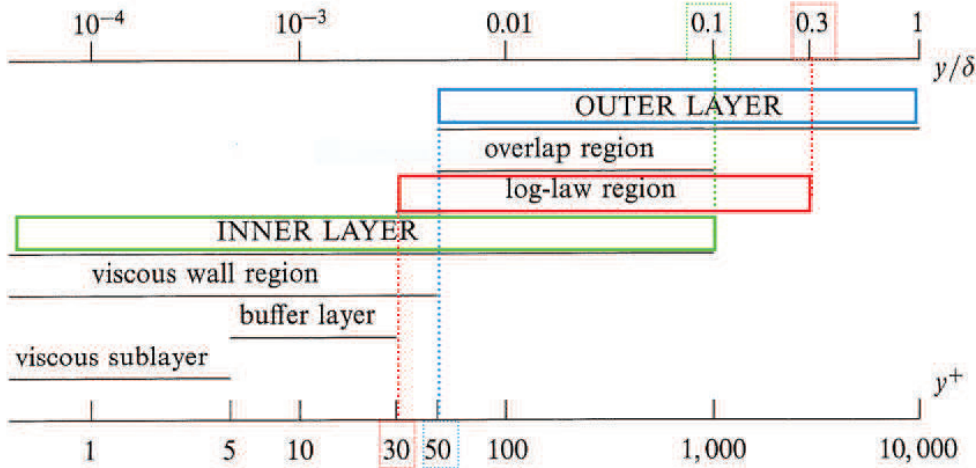 10⁻⁴ 10⁻³ 0.01 0.1 0.3 1
y/δ
OUTER LAYER
overlap region
log-law region
INNER LAYER
viscous wall region
buffer layer
viscous sublayer
y⁺
1 5 10 30 50 100 1,000 10,000